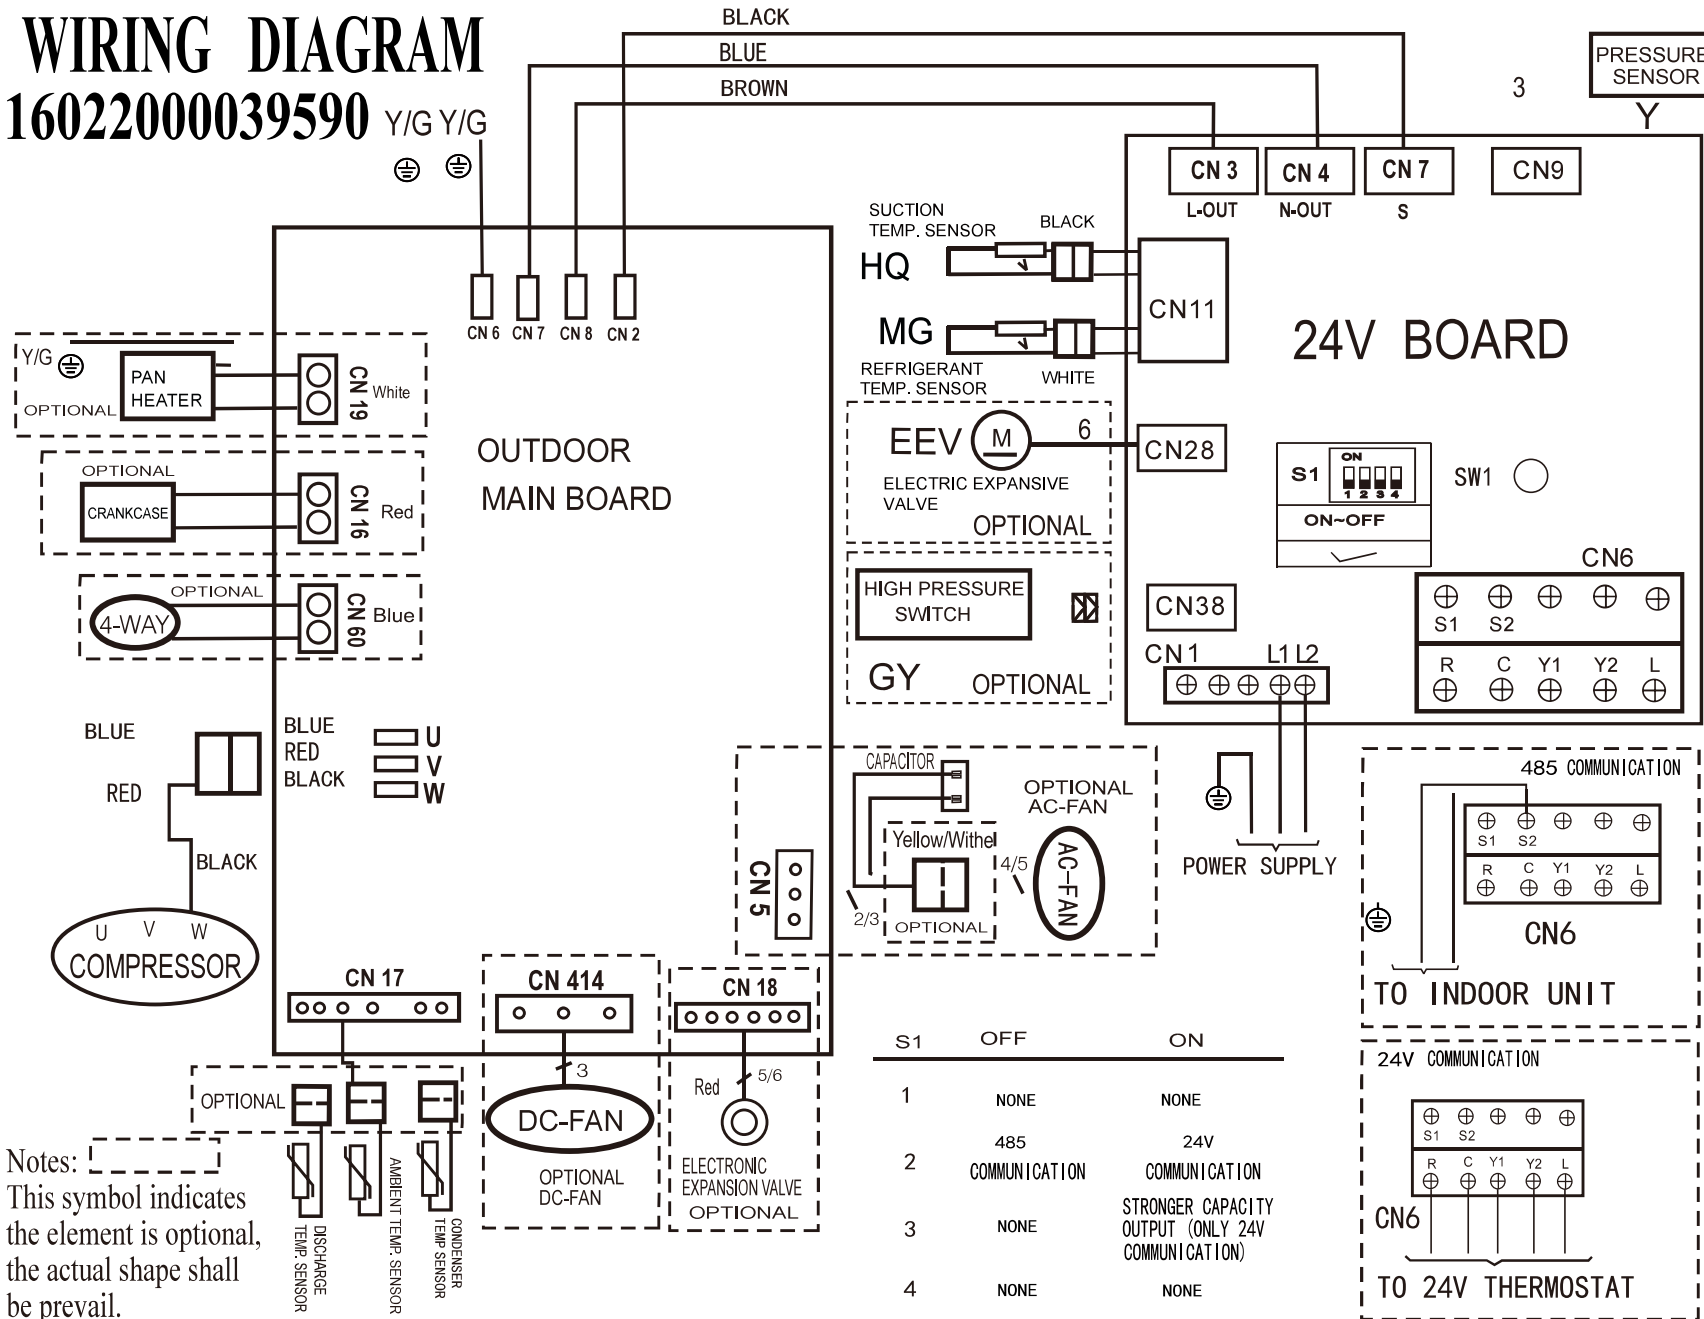 WIRING DIAGRAM
16022000039590
Y/G Y/G
BLACK
BLUE
BROWN
3
PRESSURE
SENSOR
Y
CN 3
CN 4
CN 7
CN9
L-OUT
N-OUT
S
SUCTION
TEMP. SENSOR
BLACK
HQ
CN11
MG
REFRIGERANT
TEMP. SENSOR
WHITE
24V BOARD
CN 6
CN 7
CN 8
CN 2
Y/G
PAN
HEATER
OPTIONAL
CN 19
White
OUTDOOR
MAIN BOARD
EEV
M
6
CN28
ELECTRIC EXPANSIVE
VALVE
OPTIONAL
S1
ON
1 2 3 4
ON~OFF
SW1
OPTIONAL
CRANKCASE
CN 16
Red
OPTIONAL
4-WAY
CN 60
Blue
HIGH PRESSURE
SWITCH
GY
OPTIONAL
CN38
CN6
S1 S2
R C Y1 Y2 L
CN1
L1 L2
BLUE
RED
BLACK
BLUE
RED
BLACK
U
V
W
U V W
COMPRESSOR
CAPACITOR
OPTIONAL
AC-FAN
Yellow/Withe
4/5
AC-FAN
CN 5
2/3
OPTIONAL
POWER SUPPLY
485 COMMUNICATION
S1 S2
R C Y1 Y2 L
CN6
TO INDOOR UNIT
CN 17
CN 414
CN 18
3
Red
5/6
OPTIONAL
DC-FAN
OPTIONAL
DC-FAN
ELECTRONIC
EXPANSION VALVE
OPTIONAL
DISCHARGE
TEMP. SENSOR
AMBIENT TEMP. SENSOR
CONDENSER
TEMP SENSOR
S1 OFF ON
1 NONE NONE
2 485 COMMUNICATION 24V COMMUNICATION
3 NONE STRONGER CAPACITY
OUTPUT (ONLY 24V
COMMUNICATION)
4 NONE NONE
24V COMMUNICATION
S1 S2
R C Y1 Y2 L
CN6
TO 24V THERMOSTAT
Notes:
This symbol indicates
the element is optional,
the actual shape shall
be prevail.